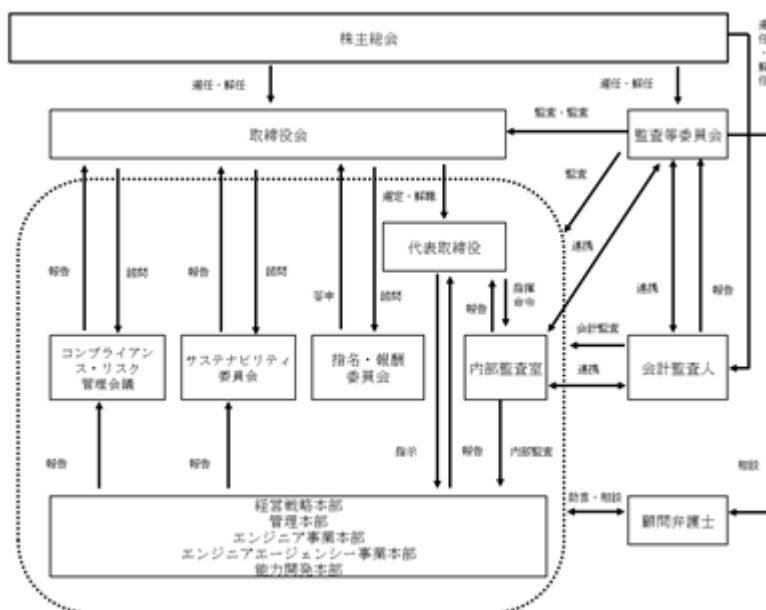 株主総会
選任・解任
選任・解任
選任・解任
取締役会
監査・監査
監査等委員会
選定・解職
監査
代表取締役
報告
諮問
報告
諮問
答申
諮問
報告
指揮
命令
連携
連携
報告
会計監査
コンプライアン
ス・リスク
管理会議
サステナビリティ
委員会
指名・報酬
委員会
内部監査室
連携
会計監査人
報告
報告
指示
報告
内部監査
相談
経営戦略本部
管理本部
エンジニア事業本部
エンジニアエージェンシー事業本部
能力開発本部
助言・相談
顧問弁護士